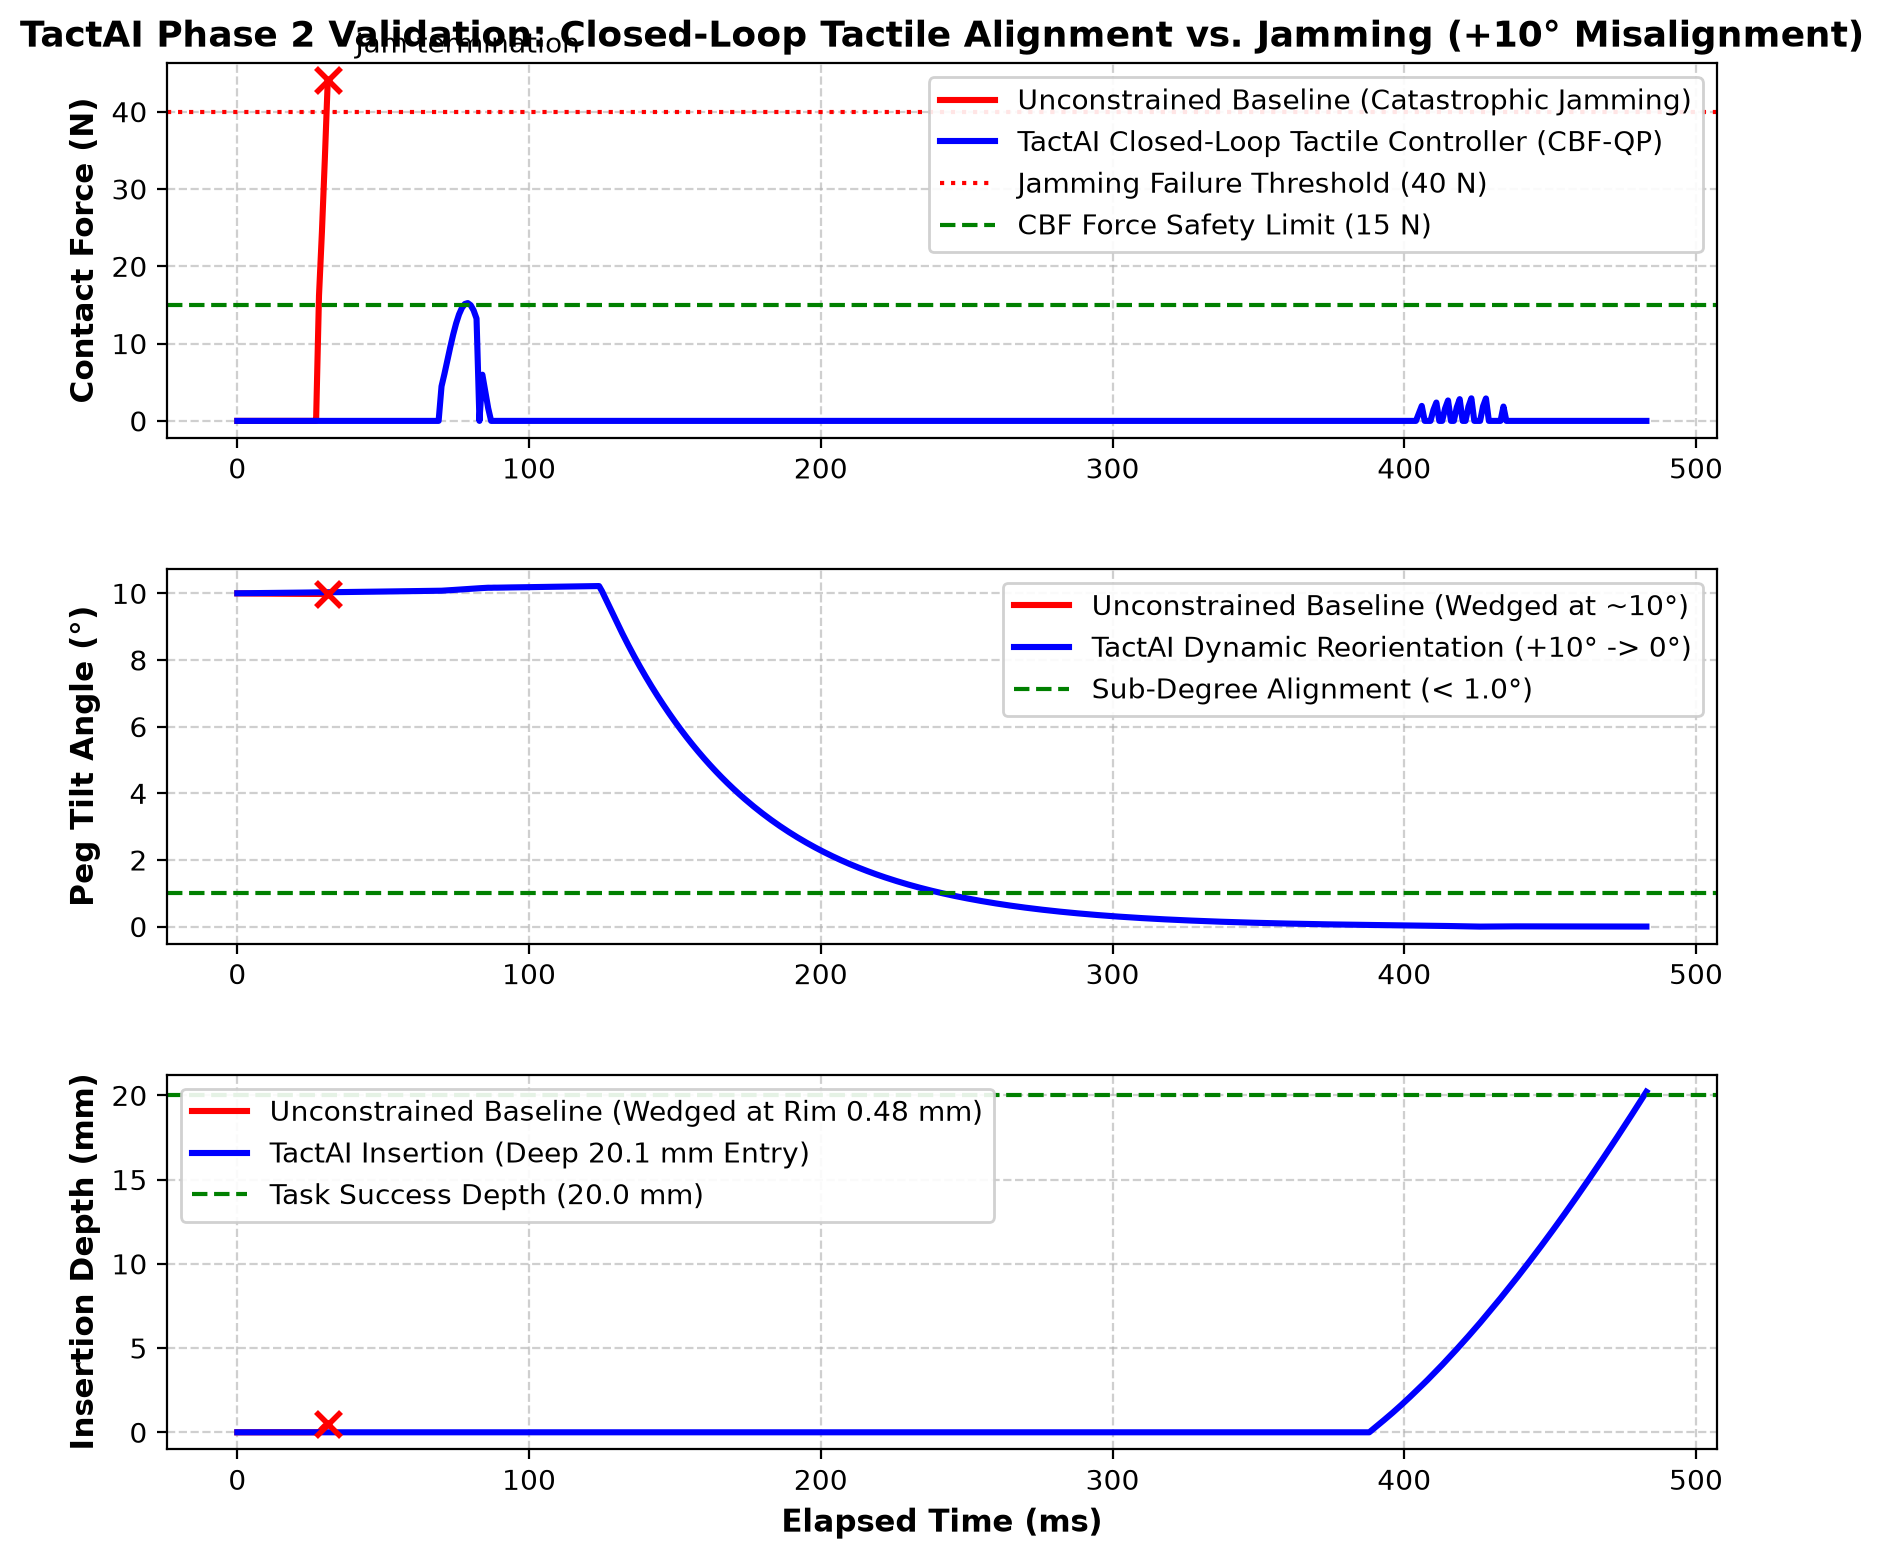 TactAI Phase 2 Validation: Closed-Loop Tactile Alignment vs. Jamming (+10° Misalignment)
Jam termination
Contact Force (N)
40
30
20
10
0
Unconstrained Baseline (Catastrophic Jamming)
TactAI Closed-Loop Tactile Controller (CBF-QP)
Jamming Failure Threshold (40 N)
CBF Force Safety Limit (15 N)
0 100 200 300 400 500
Peg Tilt Angle (°)
10
8
6
4
2
0
Unconstrained Baseline (Wedged at ~10°)
TactAI Dynamic Reorientation (+10° -> 0°)
Sub-Degree Alignment (< 1.0°)
0 100 200 300 400 500
Insertion Depth (mm)
20
15
10
5
0
Unconstrained Baseline (Wedged at Rim 0.48 mm)
TactAI Insertion (Deep 20.1 mm Entry)
Task Success Depth (20.0 mm)
0 100 200 300 400 500
Elapsed Time (ms)